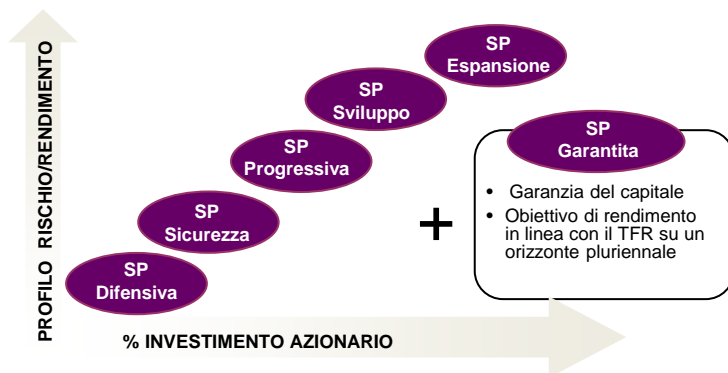 PROFILO RISCHIO/RENDIMENTO
SP
Espansione
SP
Sviluppo
SP
Progressiva
SP
Sicurezza
SP
Difensiva
+
SP
Garantita
• Garanzia del capitale
• Obiettivo di rendimento
in linea con il TFR su un
orizzonte pluriennale
% INVESTIMENTO AZIONARIO